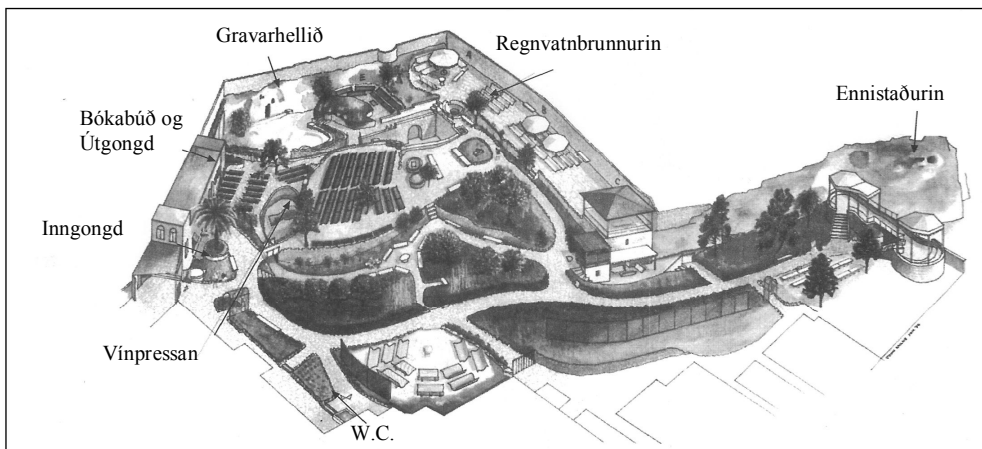 Gravarhellið
Regnvatnbrunnurin
Ennistaðurin
Bókabúð og
Útgongd
Inngongd
Vínpressan
W.C.